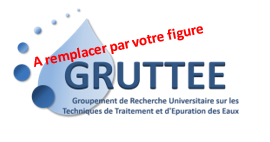 A remplacer par votre figure
GRUTTEE
Groupement de Recherche Universitaire sur les
Techniques de Traitement et d'Epuration des Eaux